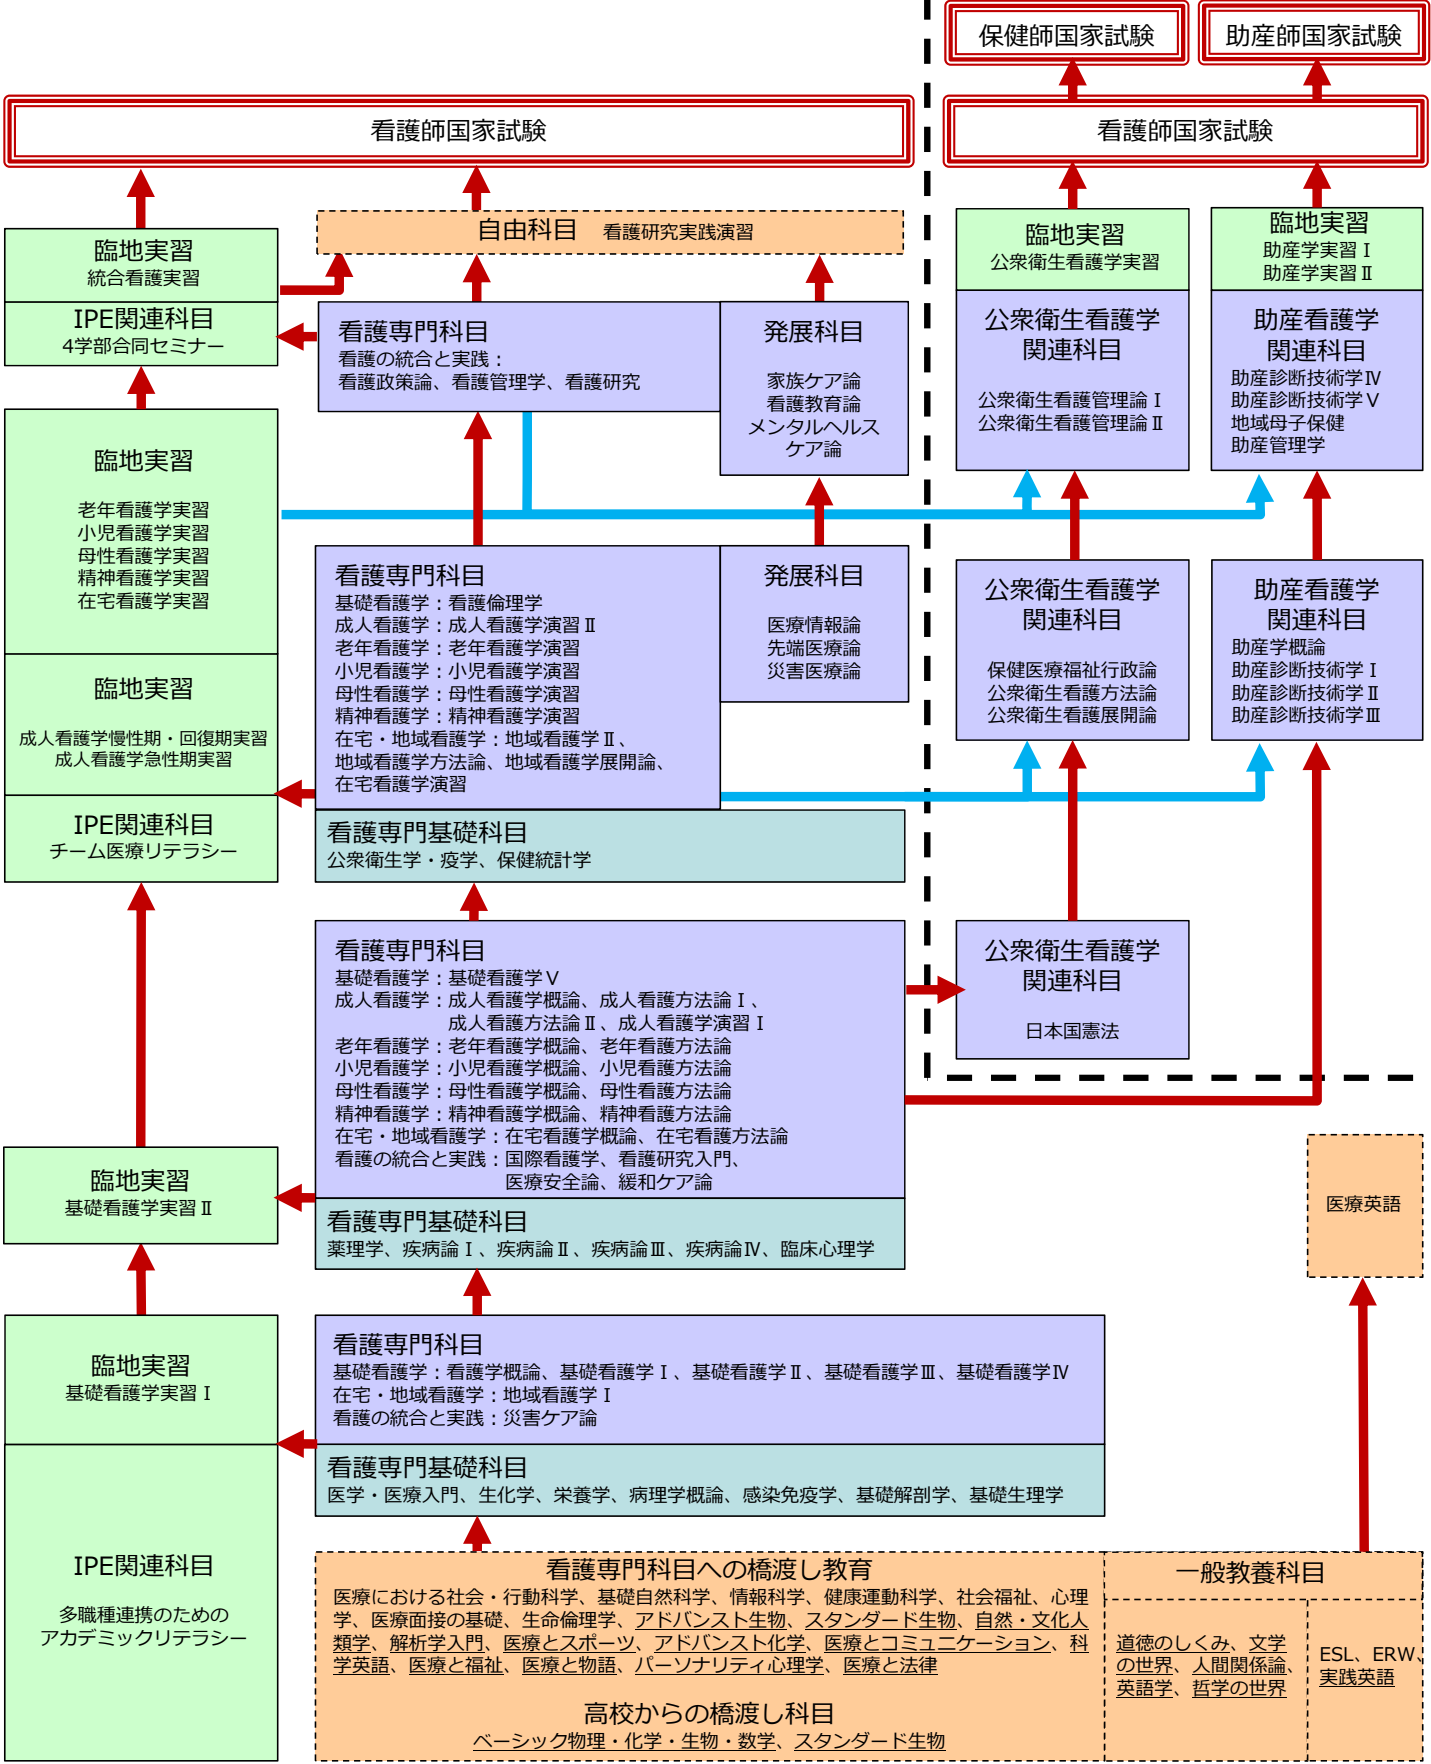 保健師国家試験
助産師国家試験
看護師国家試験
看護師国家試験
自由科目 看護研究実践演習
臨地実習
統合看護実習
IPE関連科目
4学部合同セミナー
看護専門科目
看護の統合と実践：
看護政策論、看護管理学、看護研究
発展科目
家族ケア論
看護教育論
メンタルヘルス
ケア論
臨地実習
公衆衛生看護学実習
公衆衛生看護学
関連科目
公衆衛生看護管理論Ⅰ
公衆衛生看護管理論Ⅱ
臨地実習
助産学実習Ⅰ
助産学実習Ⅱ
助産看護学
関連科目
助産診断技術学Ⅳ
助産診断技術学Ⅴ
地域母子保健
助産管理学
臨地実習
老年看護学実習
小児看護学実習
母性看護学実習
精神看護学実習
在宅看護学実習
臨地実習
成人看護学慢性期・回復期実習
成人看護学急性期実習
IPE関連科目
チーム医療リテラシー
看護専門科目
基礎看護学：看護倫理学
成人看護学：成人看護学演習Ⅱ
老年看護学：老年看護学演習
小児看護学：小児看護学演習
母性看護学：母性看護学演習
精神看護学：精神看護学演習
在宅・地域看護学：地域看護学Ⅱ、
地域看護学方法論、地域看護学展開論、
在宅看護学演習
発展科目
医療情報論
先端医療論
災害医療論
看護専門基礎科目
公衆衛生学・疫学、保健統計学
公衆衛生看護学
関連科目
保健医療福祉行政論
公衆衛生看護方法論
公衆衛生看護展開論
助産看護学
関連科目
助産学概論
助産診断技術学Ⅰ
助産診断技術学Ⅱ
助産診断技術学Ⅲ
看護専門科目
基礎看護学：基礎看護学Ⅴ
成人看護学：成人看護学概論、成人看護方法論Ⅰ、
成人看護方法論Ⅱ、成人看護学演習Ⅰ
老年看護学：老年看護学概論、老年看護方法論
小児看護学：小児看護学概論、小児看護方法論
母性看護学：母性看護学概論、母性看護方法論
精神看護学：精神看護学概論、精神看護方法論
在宅・地域看護学：在宅看護学概論、在宅看護方法論
看護の統合と実践：国際看護学、看護研究入門、
医療安全論、緩和ケア論
看護専門基礎科目
薬理学、疾病論Ⅰ、疾病論Ⅱ、疾病論Ⅲ、疾病論Ⅳ、臨床心理学
公衆衛生看護学
関連科目
日本国憲法
臨地実習
基礎看護学実習Ⅱ
医療英語
臨地実習
基礎看護学実習Ⅰ
IPE関連科目
多職種連携のための
アカデミックリテラシー
看護専門科目
基礎看護学：看護学概論、基礎看護学Ⅰ、基礎看護学Ⅱ、基礎看護学Ⅲ、基礎看護学Ⅳ
在宅・地域看護学：地域看護学Ⅰ
看護の統合と実践：災害ケア論
看護専門基礎科目
医学・医療入門、生化学、栄養学、病理学概論、感染免疫学、基礎解剖学、基礎生理学
看護専門科目への橋渡し教育
医療における社会・行動科学、基礎自然科学、情報科学、健康運動科学、社会福祉、心理
学、医療面接の基礎、生命倫理学、アドバンスト生物、スタンダード生物、自然・文化人
類学、解析学入門、医療とスポーツ、アドバンスト化学、医療とコミュニケーション、科
学英語、医療と福祉、医療と物語、パーソナリティ心理学、医療と法律
高校からの橋渡し科目
ベーシック物理・化学・生物・数学、スタンダード生物
一般教養科目
道徳のしくみ、文学
の世界、人間関係論、
英語学、哲学の世界
ESL、ERW、
実践英語